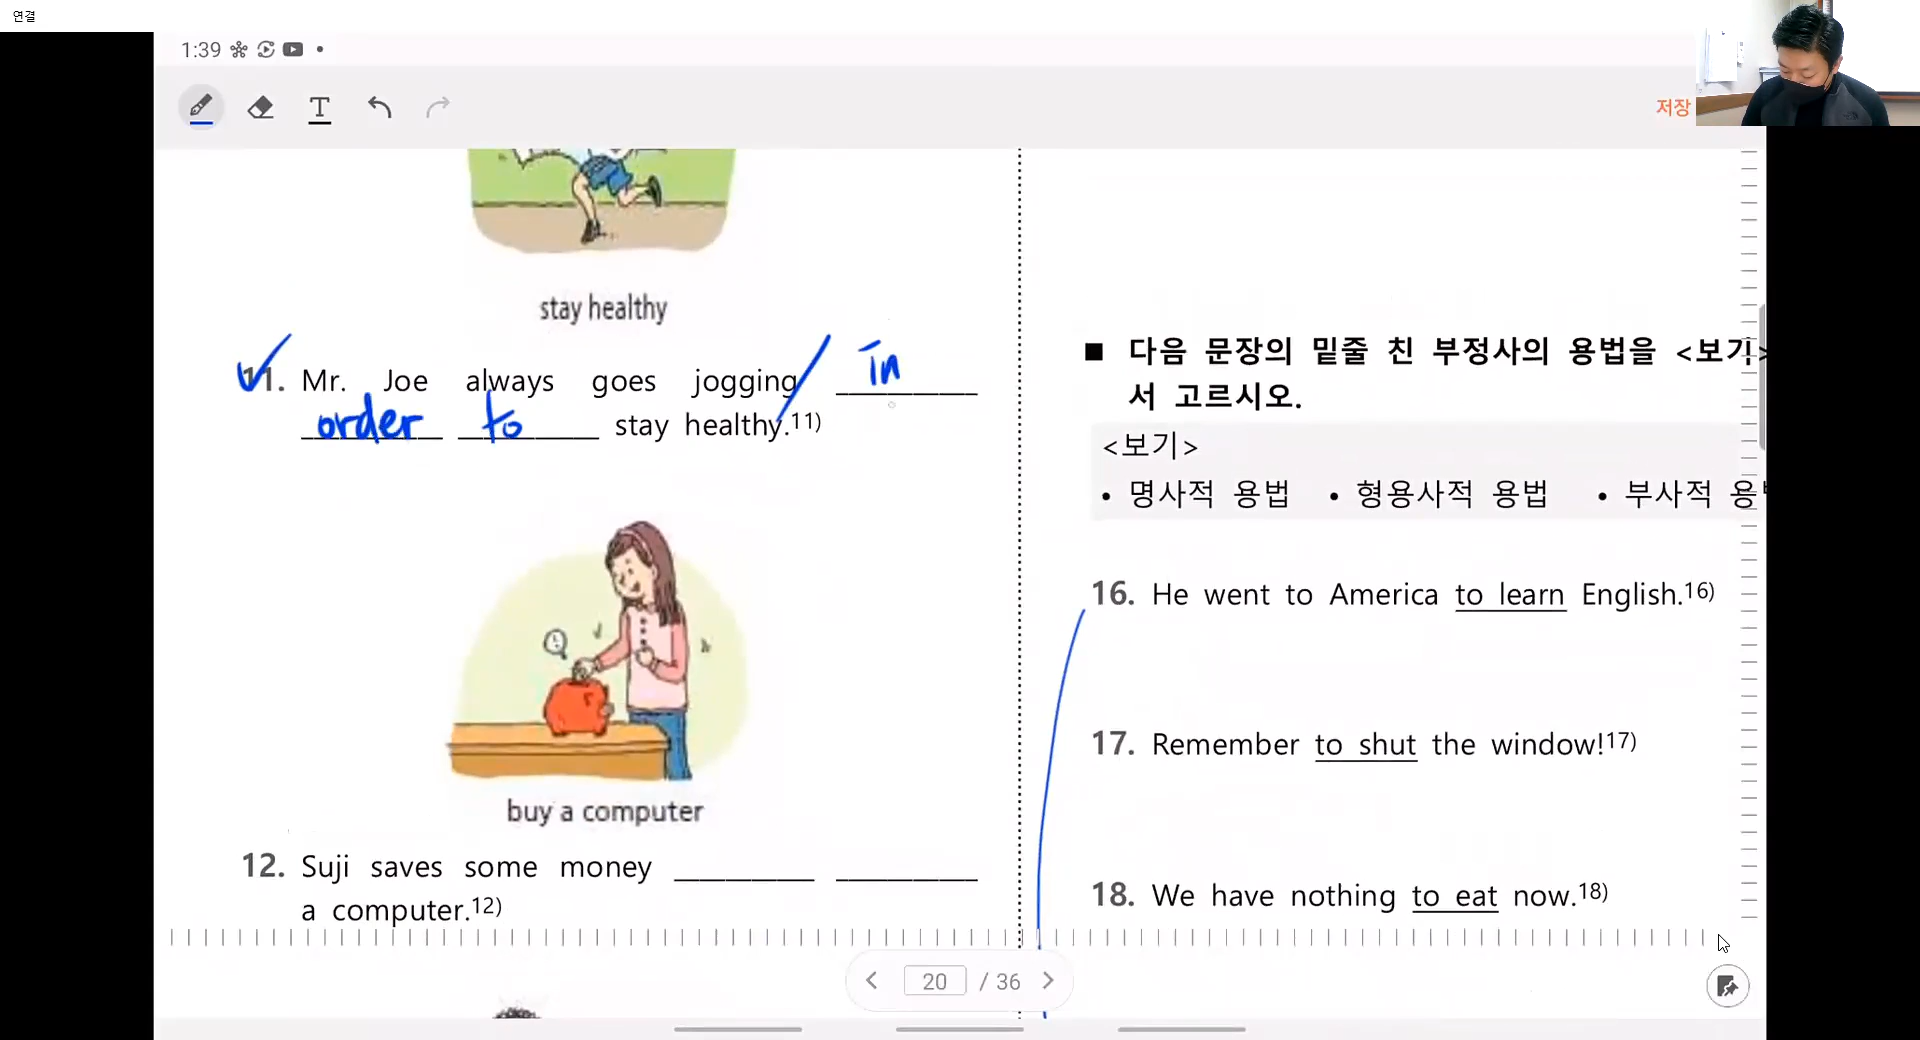 연결
1:39
T
저장
stay healthy
11. Mr. Joe always goes jogging / in
order to stay healthy.11)
buy a computer
12. Suji saves some money ________ ________
a computer.12)
■ 다음 문장의 밑줄 친 부정사의 용법을 <보기>
서 고르시오.
<보기>
• 명사적 용법 • 형용사적 용법 • 부사적 용
16. He went to America to learn English.16)
17. Remember to shut the window!17)
18. We have nothing to eat now.18)
20 / 36